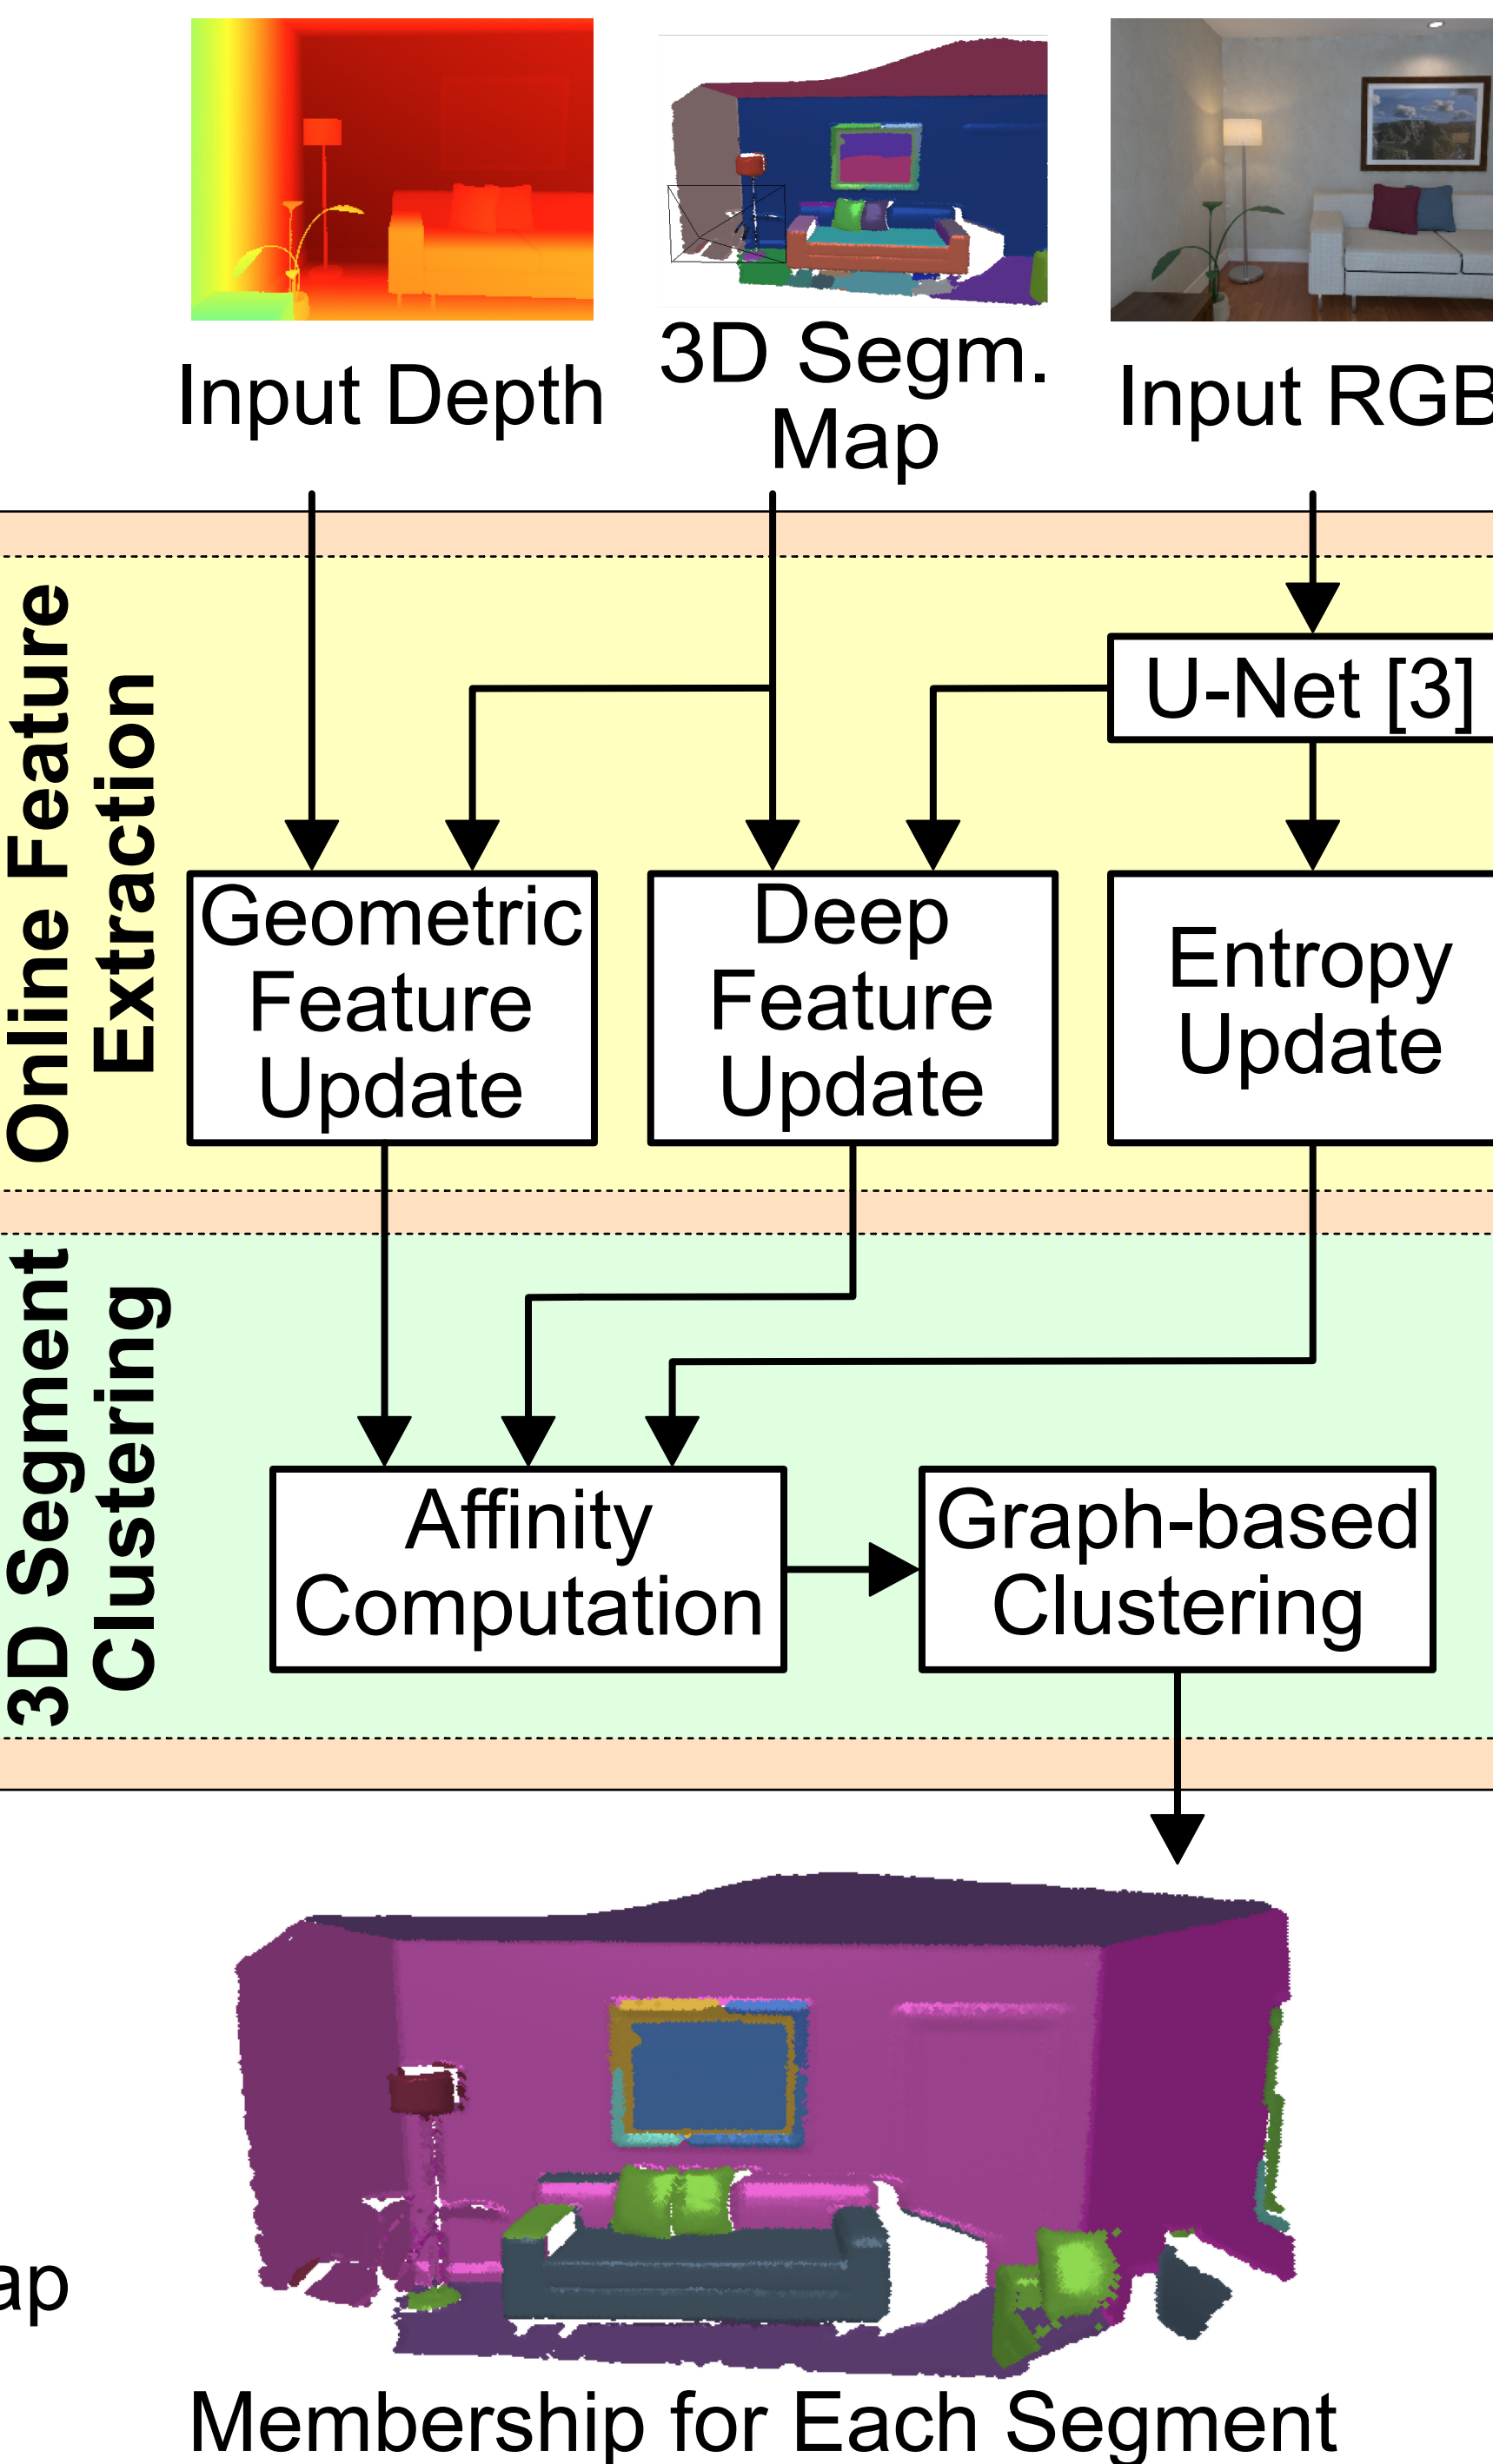 Input Depth
3D Segm.
Map
Input RGB
Online Feature
Extraction
U-Net [3]
Geometric
Feature
Update
Deep
Feature
Update
Entropy
Update
3D Segment
Clustering
Affinity
Computation
Graph-based
Clustering
ap
Membership for Each Segment